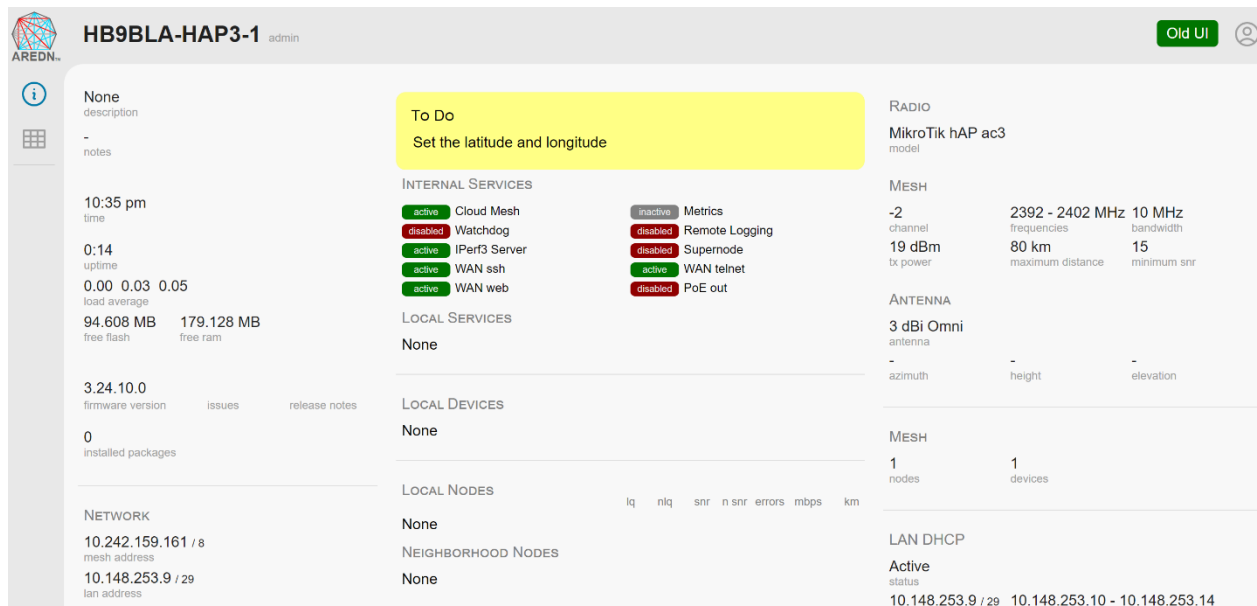 AREDN™
HB9BLA-HAP3-1 admin
Old UI
None
description
-
notes
10:35 pm
time
0:14
uptime
0.00 0.03 0.05
load average
94.608 MB 179.128 MB
free flash free ram
3.24.10.0
firmware version issues release notes
0
installed packages
NETWORK
10.242.159.161 / 8
mesh address
10.148.253.9 / 29
lan address
To Do
Set the latitude and longitude
INTERNAL SERVICES
active Cloud Mesh inactive Metrics
disabled Watchdog disabled Remote Logging
active IPerf3 Server disabled Supernode
active WAN ssh active WAN telnet
active WAN web disabled PoE out
LOCAL SERVICES
None
LOCAL DEVICES
None
LOCAL NODES lq nlq snr n snr errors mbps km
None
NEIGHBORHOOD NODES
None
RADIO
MikroTik hAP ac3
model
MESH
-2 2392 - 2402 MHz 10 MHz
channel frequencies bandwidth
19 dBm 80 km 15
tx power maximum distance minimum snr
ANTENNA
3 dBi Omni
antenna
- - -
azimuth height elevation
MESH
1 1
nodes devices
LAN DHCP
Active
status
10.148.253.9 / 29 10.148.253.10 - 10.148.253.14